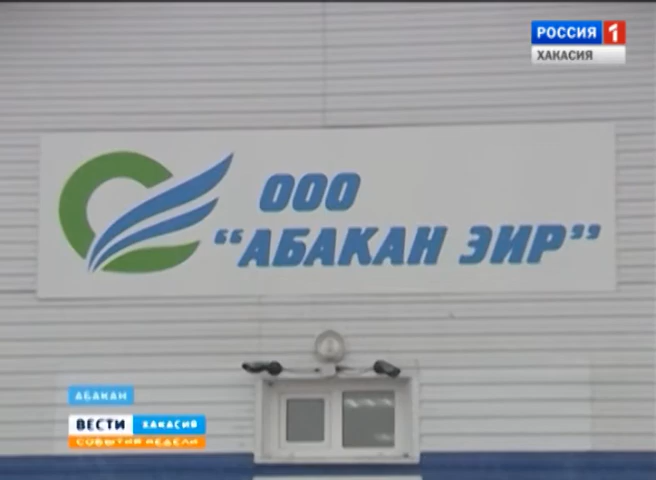 РОССИЯ 1
ХАКАСИЯ
ООО
“АБАКАН ЭИР”
АБАКАН
ВЕСТИ ХАКАСИЯ
СОБЫТИЯ НЕДЕЛИ